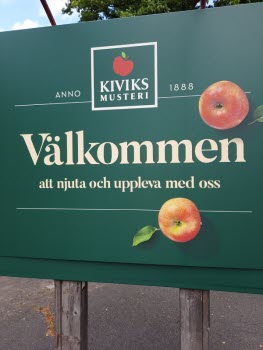 KIVIKS
MUSTERI
ANNO 1888
Välkommen
att njuta och uppleva med oss